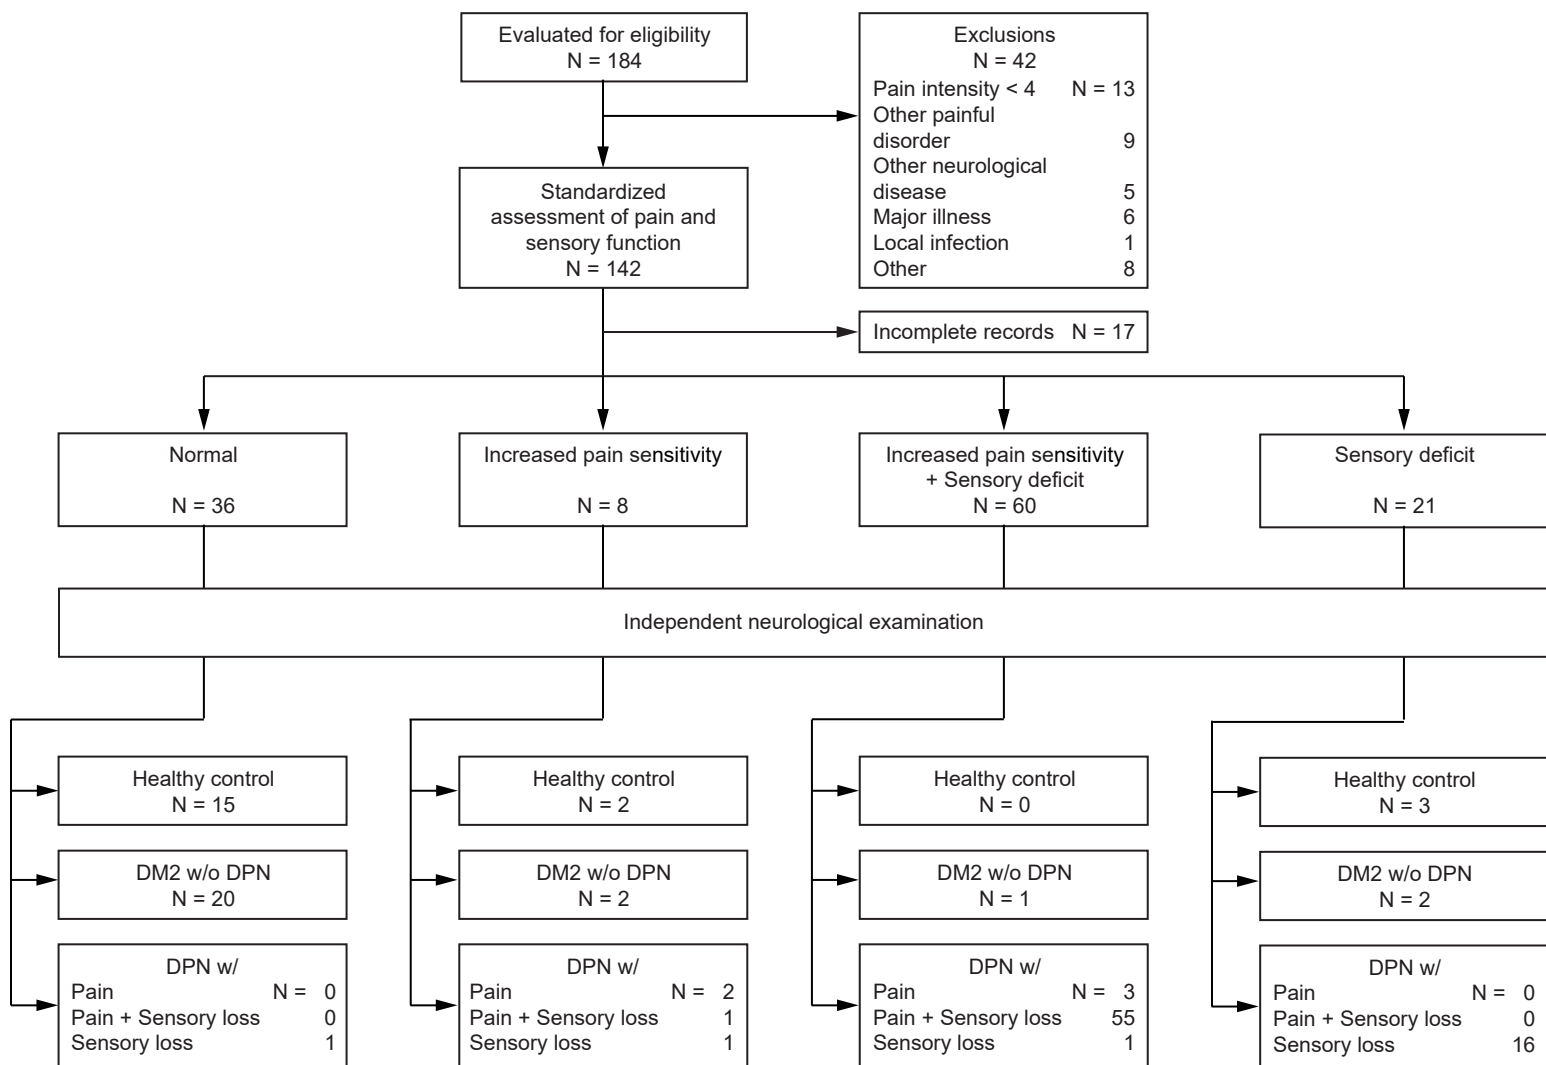 Evaluated for eligibility
N = 184
Exclusions
N = 42
Pain intensity < 4 N = 13
Other painful
disorder 9
Other neurological
disease 5
Major illness 6
Local infection 1
Other 8
Standardized
assessment of pain and
sensory function
N = 142
Incomplete records N = 17
Normal
N = 36
Increased pain sensitivity
N = 8
Increased pain sensitivity
+ Sensory deficit
N = 60
Sensory deficit
N = 21
Independent neurological examination
Healthy control
N = 15
DM2 w/o DPN
N = 20
DPN w/
Pain N = 0
Pain + Sensory loss 0
Sensory loss 1
Healthy control
N = 2
DM2 w/o DPN
N = 2
DPN w/
Pain N = 2
Pain + Sensory loss 1
Sensory loss 1
Healthy control
N = 0
DM2 w/o DPN
N = 1
DPN w/
Pain N = 3
Pain + Sensory loss 55
Sensory loss 1
Healthy control
N = 3
DM2 w/o DPN
N = 2
DPN w/
Pain N = 0
Pain + Sensory loss 0
Sensory loss 16